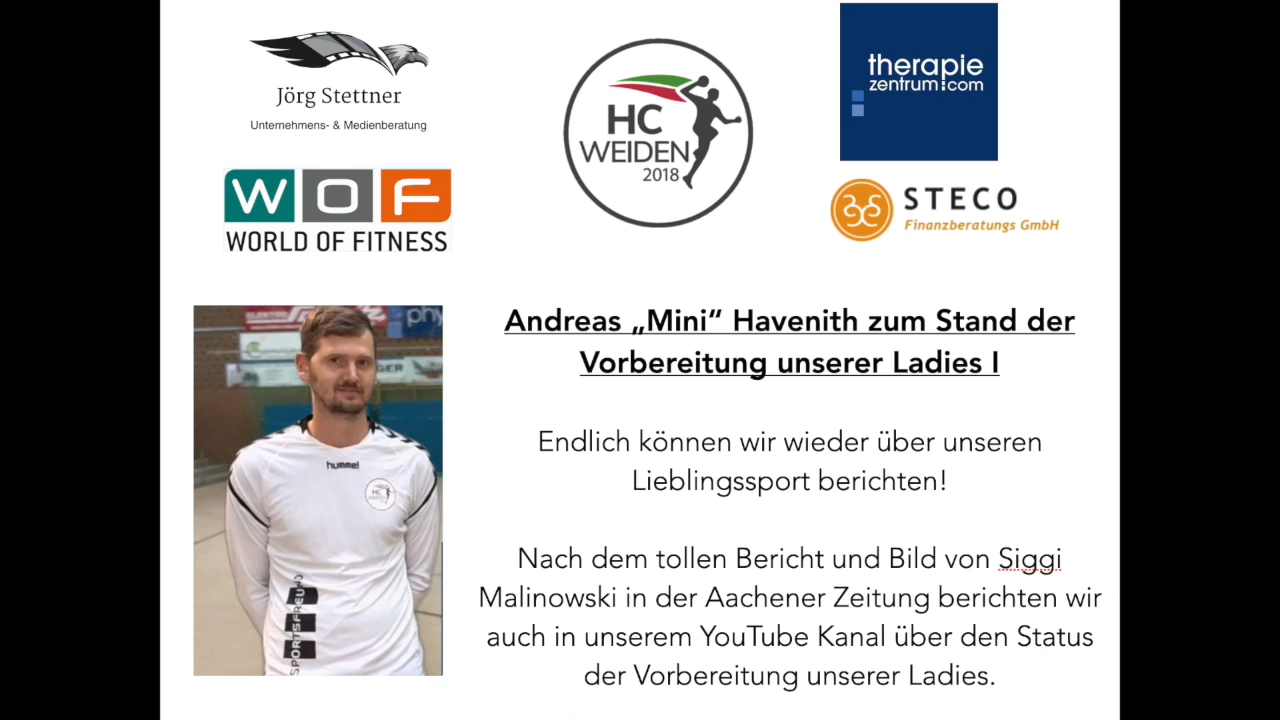 Jörg Stettner
Unternehmens- & Medienberatung
WOF
WORLD OF FITNESS
HC
WEIDEN
2018
therapie
zentrum:com
STECO
Finanzberatungs GmbH
hummel
HC
WEIDEN
SPORTSFREUND
Andreas „Mini“ Havenith zum Stand der
Vorbereitung unserer Ladies I
Endlich können wir wieder über unseren
Lieblingssport berichten!
Nach dem tollen Bericht und Bild von Siggi
Malinowski in der Aachener Zeitung berichten wir
auch in unserem YouTube Kanal über den Status
der Vorbereitung unserer Ladies.